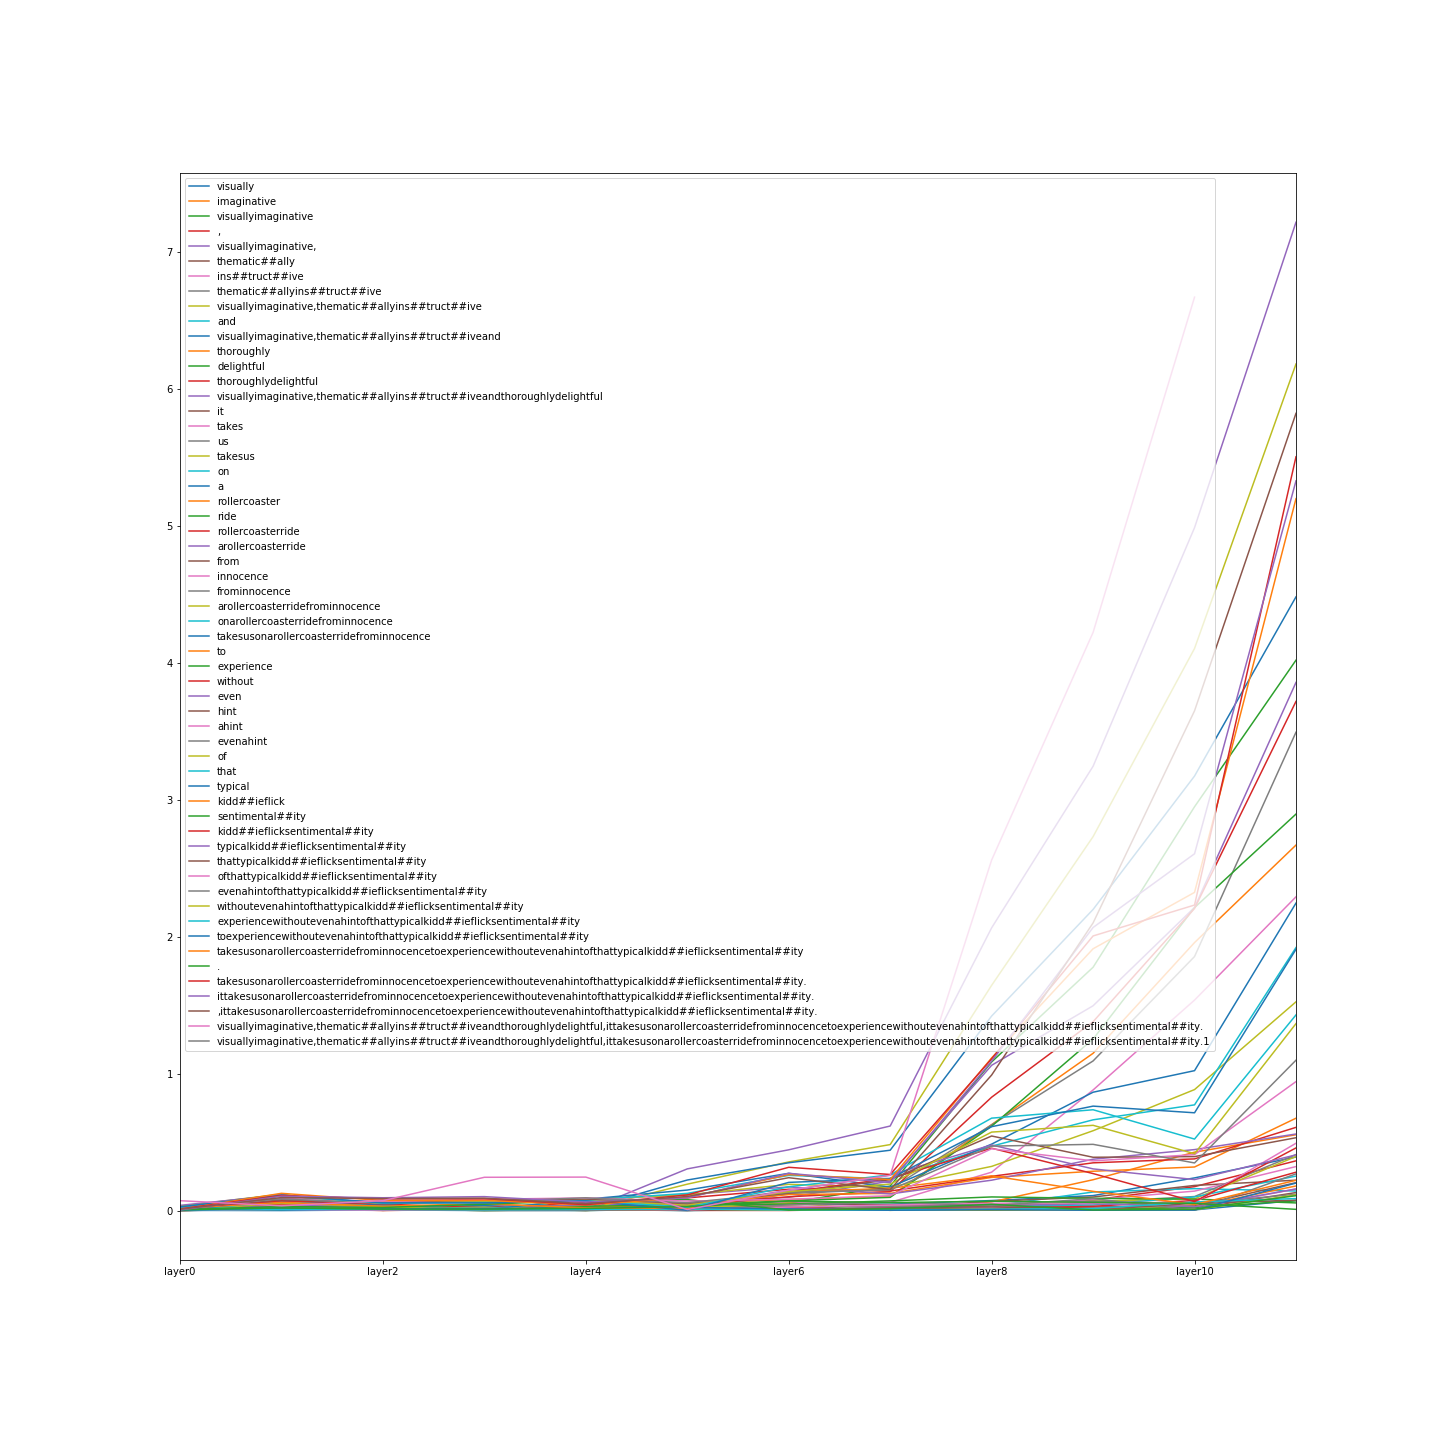 visually
imaginative
visuallyimaginative
,
visuallyimaginative,
thematic##ally
ins##truct##ive
thematic##allyins##truct##ive
visuallyimaginative,thematic##allyins##truct##ive
and
visuallyimaginative,thematic##allyins##truct##iveand
thoroughly
delightful
thoroughlydelightful
visuallyimaginative,thematic##allyins##truct##iveandthoroughlydelightful
it
takes
us
takesus
on
a
rollercoaster
ride
rollercoasterride
arollercoasterride
from
innocence
frominnocence
arollercoasterridefrominnocence
onarollercoasterridefrominnocence
takesusonarollercoasterridefrominnocence
to
experience
without
even
hint
ahint
evenahint
of
that
typical
kidd##ieflick
sentimental##ity
kidd##ieflicksentimental##ity
typicalkidd##ieflicksentimental##ity
thattypicalkidd##ieflicksentimental##ity
ofthattypicalkidd##ieflicksentimental##ity
evenahintofthattypicalkidd##ieflicksentimental##ity
withoutevenahintofthattypicalkidd##ieflicksentimental##ity
experiencewithoutevenahintofthattypicalkidd##ieflicksentimental##ity
toexperiencewithoutevenahintofthattypicalkidd##ieflicksentimental##ity
takesusonarollercoasterridefrominnocencetoexperiencewithoutevenahintofthattypicalkidd##ieflicksentimental##ity
.
takesusonarollercoasterridefrominnocencetoexperiencewithoutevenahintofthattypicalkidd##ieflicksentimental##ity.
ittakesusonarollercoasterridefrominnocencetoexperiencewithoutevenahintofthattypicalkidd##ieflicksentimental##ity.
,ittakesusonarollercoasterridefrominnocencetoexperiencewithoutevenahintofthattypicalkidd##ieflicksentimental##ity.
visuallyimaginative,thematic##allyins##truct##iveandthoroughlydelightful,ittakesusonarollercoasterridefrominnocencetoexperiencewithoutevenahintofthattypicalkidd##ieflicksentimental##ity.
visuallyimaginative,thematic##allyins##truct##iveandthoroughlydelightful,ittakesusonarollercoasterridefrominnocencetoexperiencewithoutevenahintofthattypicalkidd##ieflicksentimental##ity.1
7
6
5
4
3
2
1
0
layer0 layer2 layer4 layer6 layer8 layer10